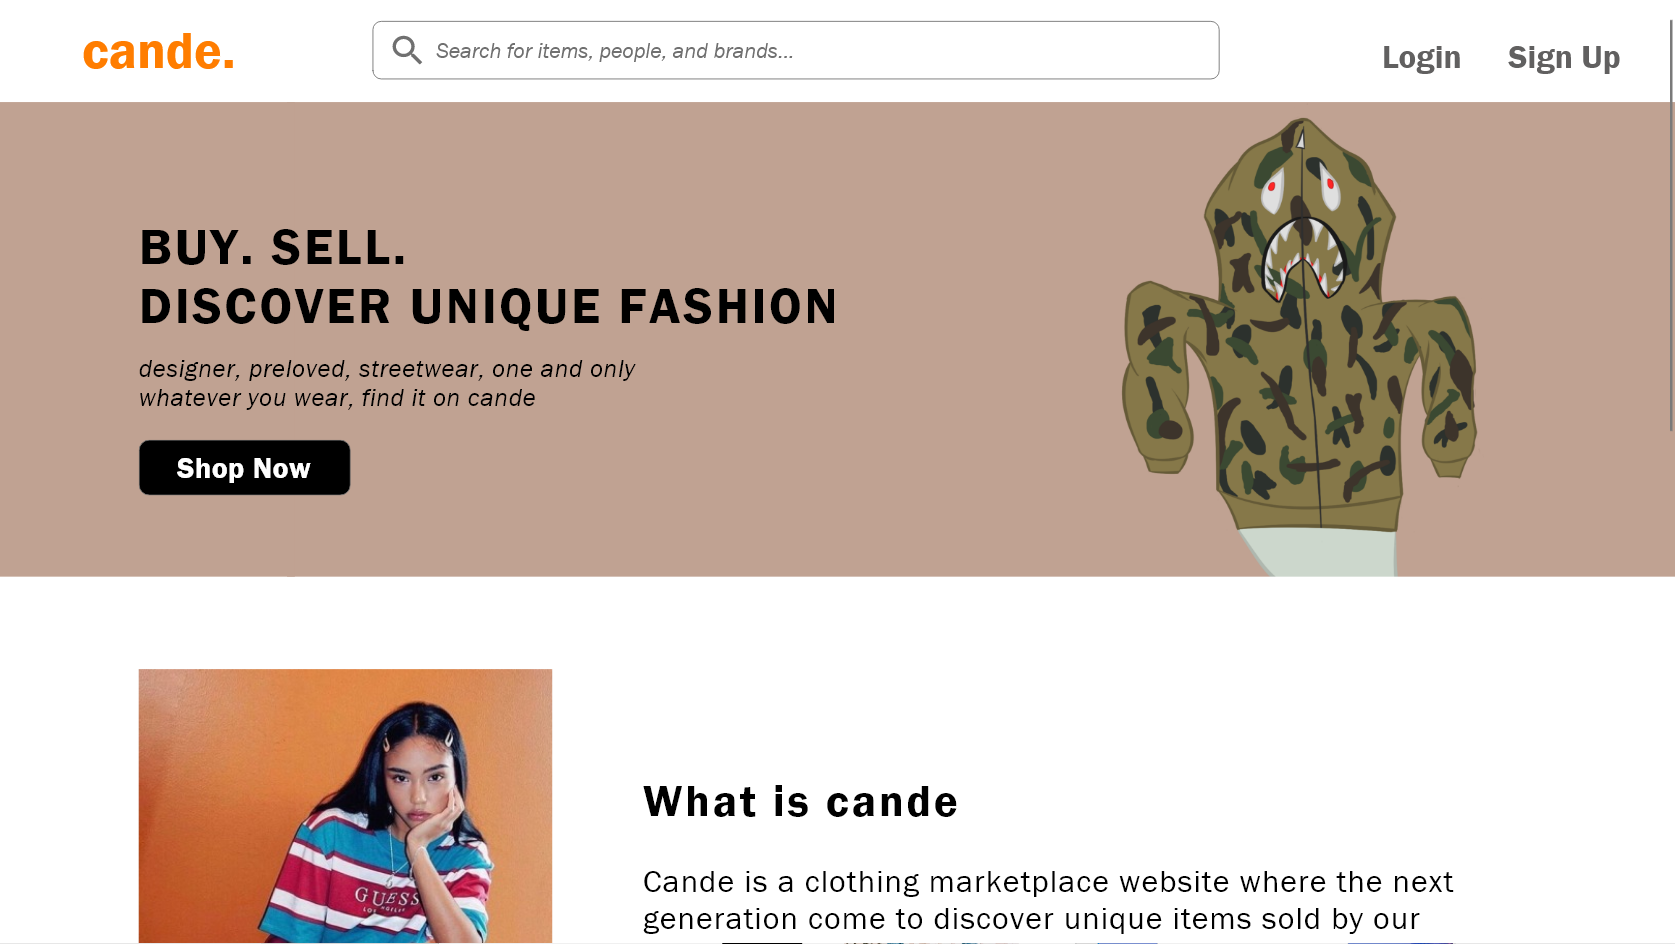 cande.
Search for items, people, and brands...
Login
Sign Up
BUY. SELL.
DISCOVER UNIQUE FASHION
designer, preloved, streetwear, one and only
whatever you wear, find it on cande
Shop Now
What is cande
Cande is a clothing marketplace website where the next
generation come to discover unique items sold by our
GUESS
LOS ANGELES